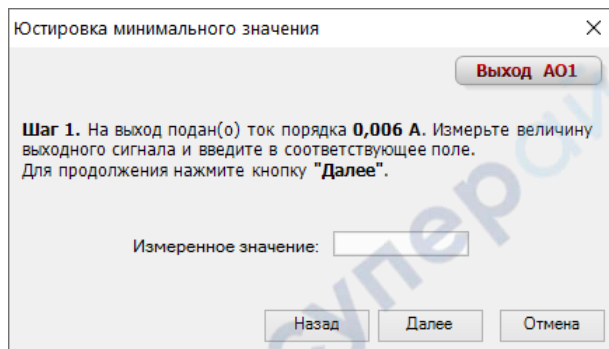 Юстировка минимального значения
Выход АО1
Шаг 1. На выход подан(о) ток порядка 0,006 А. Измерьте величину
выходного сигнала и введите в соответствующее поле.
Для продолжения нажмите кнопку "Далее".
Измеренное значение:
Назад
Далее
Отмена